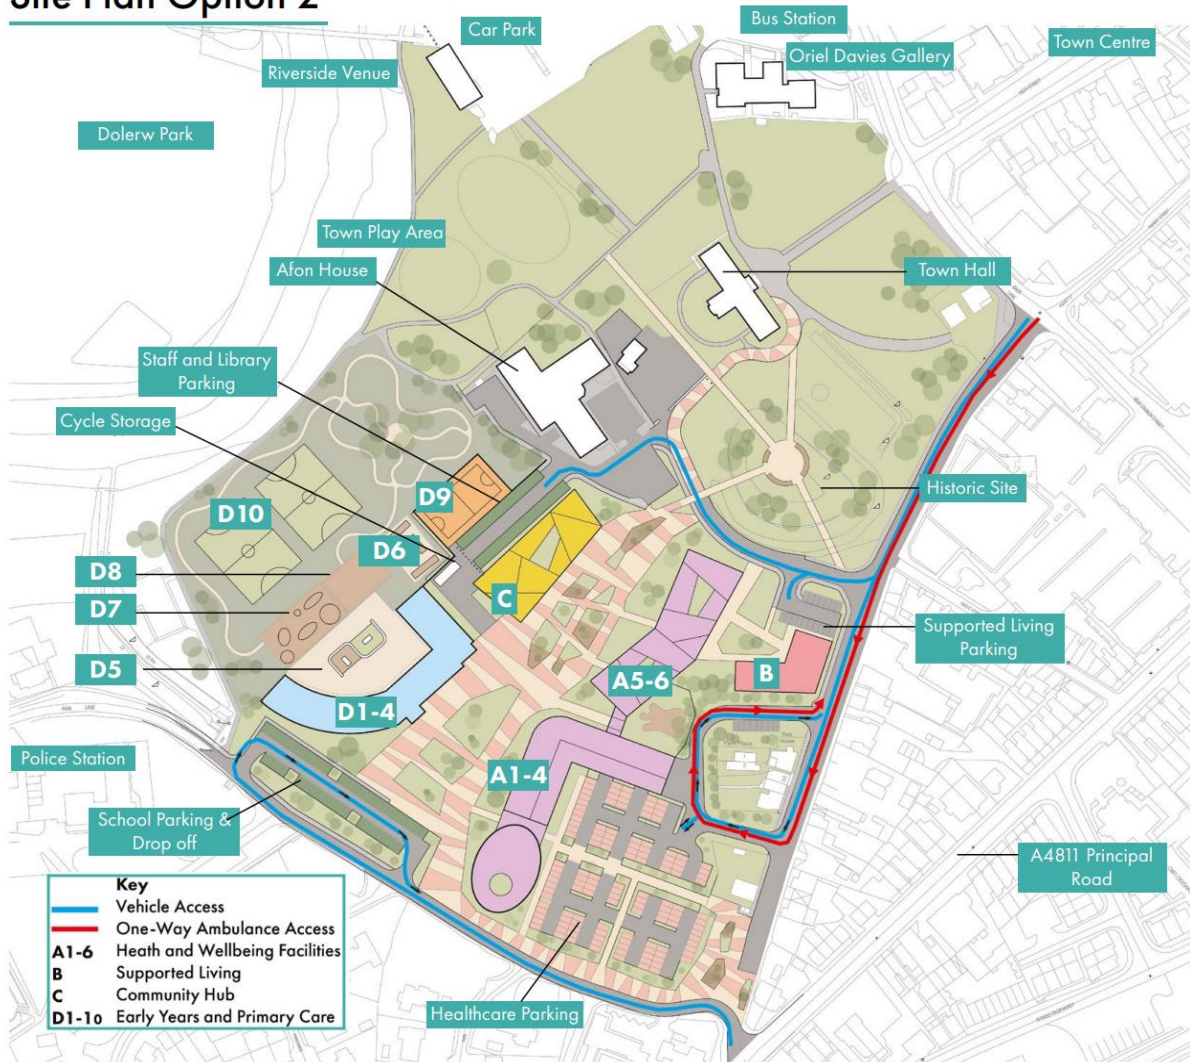 Site Plan Option 2
Car Park
Bus Station
Oriel Davies Gallery
Town Centre
Riverside Venue
Dolerw Park
Town Play Area
Afon House
Town Hall
Staff and Library
Parking
Cycle Storage
D9
Historic Site
D10
D6
D8
D7
C
Supported Living
Parking
D5
A5-6
B
D1-4
Police Station
A1-4
School Parking &
Drop off
A4811 Principal
Road
Key
Vehicle Access
One-Way Ambulance Access
A1-6 Heath and Wellbeing Facilities
B Supported Living
C Community Hub
D1-10 Early Years and Primary Care
Healthcare Parking